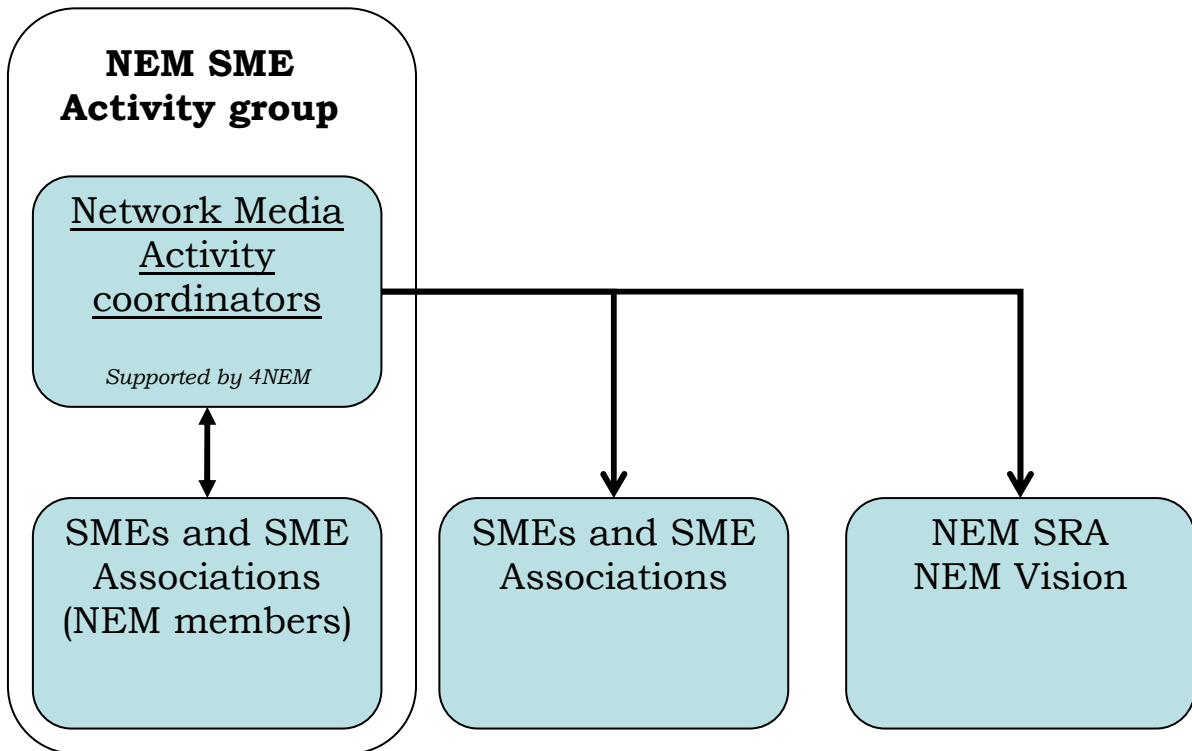 NEM SME
Activity group
Network Media
Activity
coordinators
Supported by 4NEM
SMEs and SME
Associations
(NEM members)
SMEs and SME
Associations
NEM SRA
NEM Vision